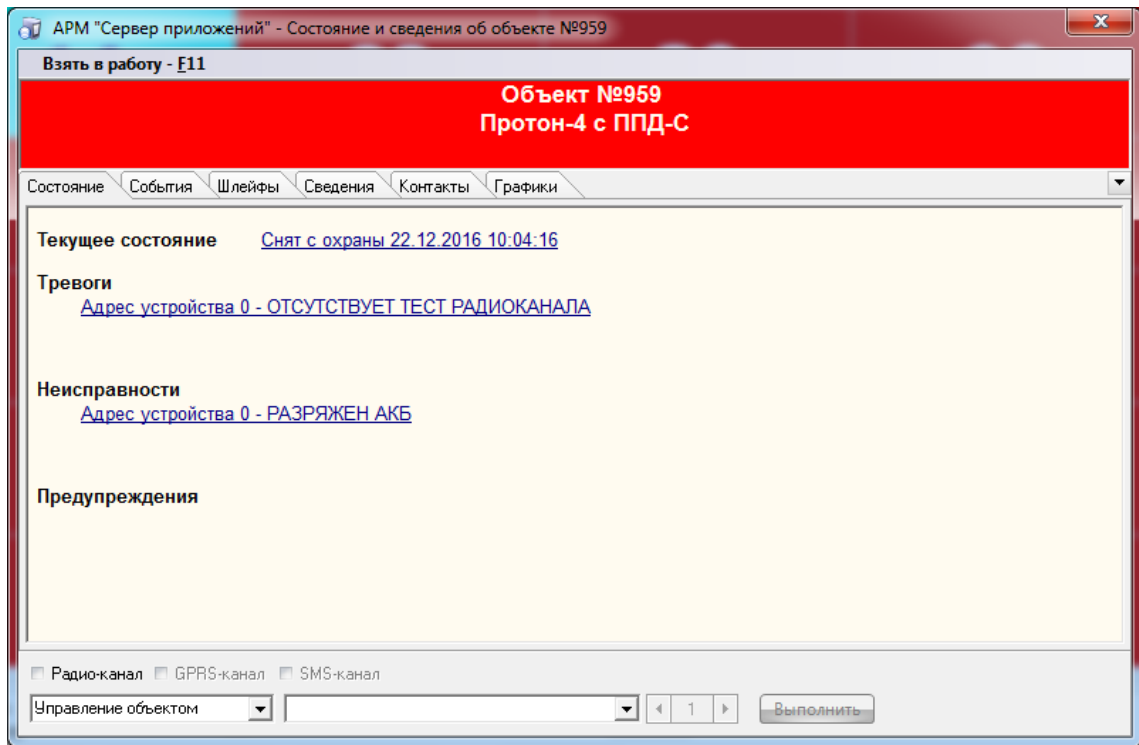 АРМ "Сервер приложений" - Состояние и сведения об объекте №959
Взять в работу - F11
Объект №959
Протон-4 с ППД-С
Состояние События Шлейфы Сведения Контакты Графики
Текущее состояние Снят с охраны 22.12.2016 10:04:16
Тревоги
Адрес устройства 0 - ОТСУТСТВУЕТ ТЕСТ РАДИОКАНАЛА
Неисправности
Адрес устройства 0 - РАЗРЯЖЕН АКБ
Предупреждения
Радио-канал GPRS-канал SMS-канал
Управление объектом 1 Выполнить